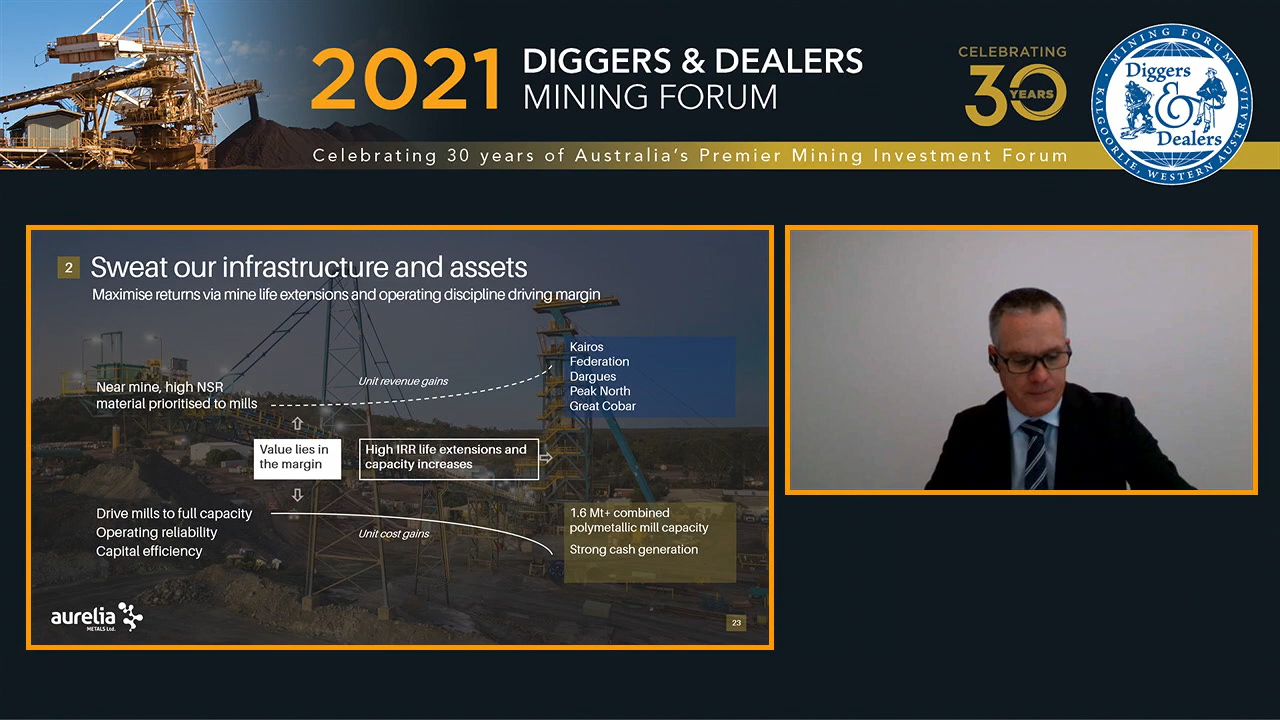 2021 DIGGERS & DEALERS
MINING FORUM
CELEBRATING
30 YEARS
MINING FORUM
Diggers
&
Dealers
KALGOORLIE, WESTERN AUSTRALIA
Celebrating 30 years of Australia's Premier Mining Investment Forum
2 Sweat our infrastructure and assets
Maximise returns via mine life extensions and operating discipline driving margin
Near mine, high NSR
material prioritised to mills
Unit revenue gains
Kairos
Federation
Dargues
Peak North
Great Cobar
Value lies in
the margin
High IRR life extensions and
capacity increases
Drive mills to full capacity
Operating reliability
Capital efficiency
Unit cost gains
1.6 Mt+ combined
polymetallic mill capacity
Strong cash generation
aurelia
METALS Ltd.
23